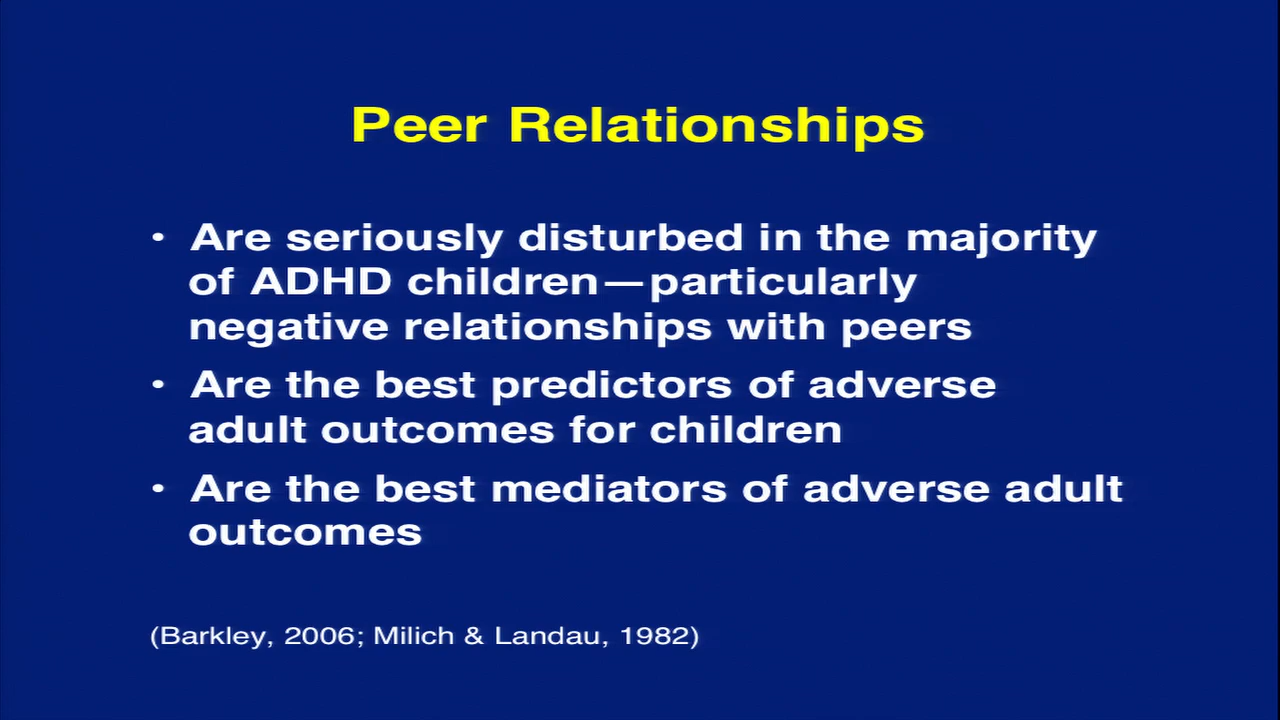 Peer Relationships
• Are seriously disturbed in the majority
of ADHD children—particularly
negative relationships with peers
• Are the best predictors of adverse
adult outcomes for children
• Are the best mediators of adverse adult
outcomes
(Barkley, 2006; Milich & Landau, 1982)